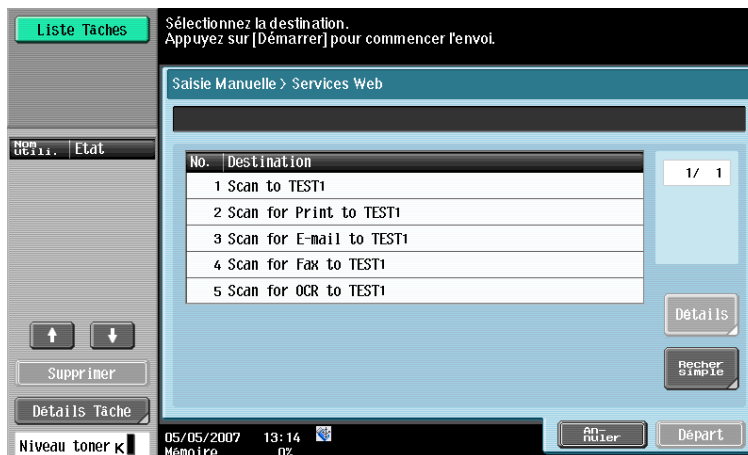 Liste Tâches
Sélectionnez la destination.
Appuyez sur [Démarrer] pour commencer l'envoi.
Saisie Manuelle > Services Web
Nom utili. Etat
No. Destination
1 Scan to TEST1
2 Scan for Print to TEST1
3 Scan for E-mail to TEST1
4 Scan for Fax to TEST1
5 Scan for OCR to TEST1
1/ 1
Détails
Recher
simple
Supprimer
Détails Tâche
Niveau toner K
05/05/2007 13:14
Mémoire 0%
An-
nuler
Départ